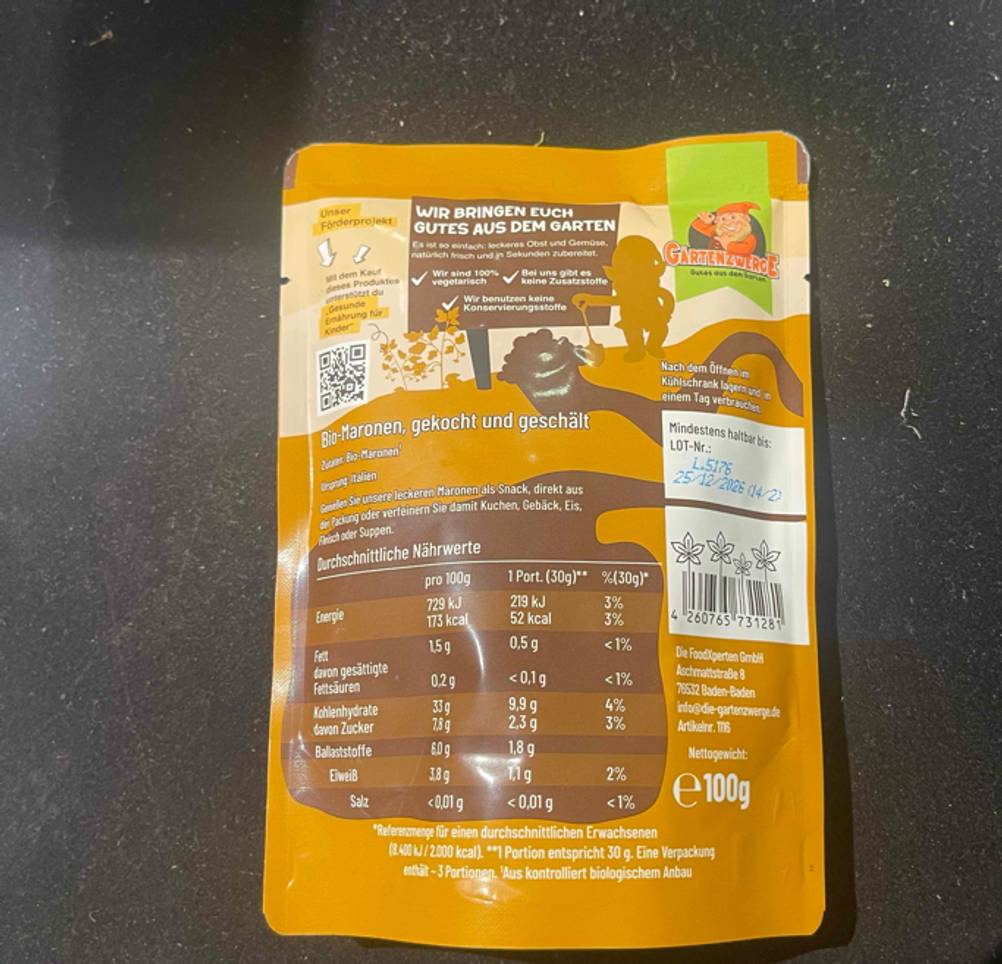 Unser
Förderprojekt
Mit dem Kauf
dieses Produktes
unterstützt du
„Gesunde
Ernährung für
Kinder"
WIR BRINGEN EUCH
GUTES AUS DEM GARTEN
Es ist so einfach: leckeres Obst und Gemüse,
natürlich frisch und in Sekunden zubereitet.
Wir sind 100%
vegetarisch
Bei uns gibt es
keine Zusatzstoffe
Wir benutzen keine
Konservierungsstoffe
GARTENZWERGE
Gutes aus dem Garten
Nach dem Öffnen im
Kühlschrank lagern und in
einem Tag verbrauchen.
Mindestens haltbar bis:
LOT-Nr.:
L.5176
25/12/2026 (14/2)
Bio-Maronen, gekocht und geschält
Zutaten: Bio-Maronen¹
Ursprung: Italien
Genießen Sie unsere leckeren Maronen als Snack, direkt aus
der Packung oder verfeinern Sie damit Kuchen, Gebäck, Eis,
Fleisch oder Suppen.
Durchschnittliche Nährwerte
pro 100g 1 Port. (30g)** %(30g)*
Energie 729 kJ 219 kJ 3%
173 kcal 52 kcal 3%
Fett 1,5 g 0,5 g <1%
davon gesättigte
Fettsäuren 0,2 g <0,1 g <1%
Kohlenhydrate 33 g 9,9 g 4%
davon Zucker 7,8 g 2,3 g 3%
Ballaststoffe 6,0 g 1,8 g
Eiweiß 3,8 g 1,1 g 2%
Salz <0,01 g <0,01 g <1%
*Referenzmenge für einen durchschnittlichen Erwachsenen
(8.400 kJ / 2.000 kcal). **1 Portion entspricht 30 g. Eine Verpackung
enthält ~ 3 Portionen. ¹Aus kontrolliert biologischem Anbau
4 260765 731281
Die FoodXperten GmbH
Aschmattstraße 8
76532 Baden-Baden
info@die-gartenzwerge.de
Artikelnr. 1116
Nettogewicht:
e 100g